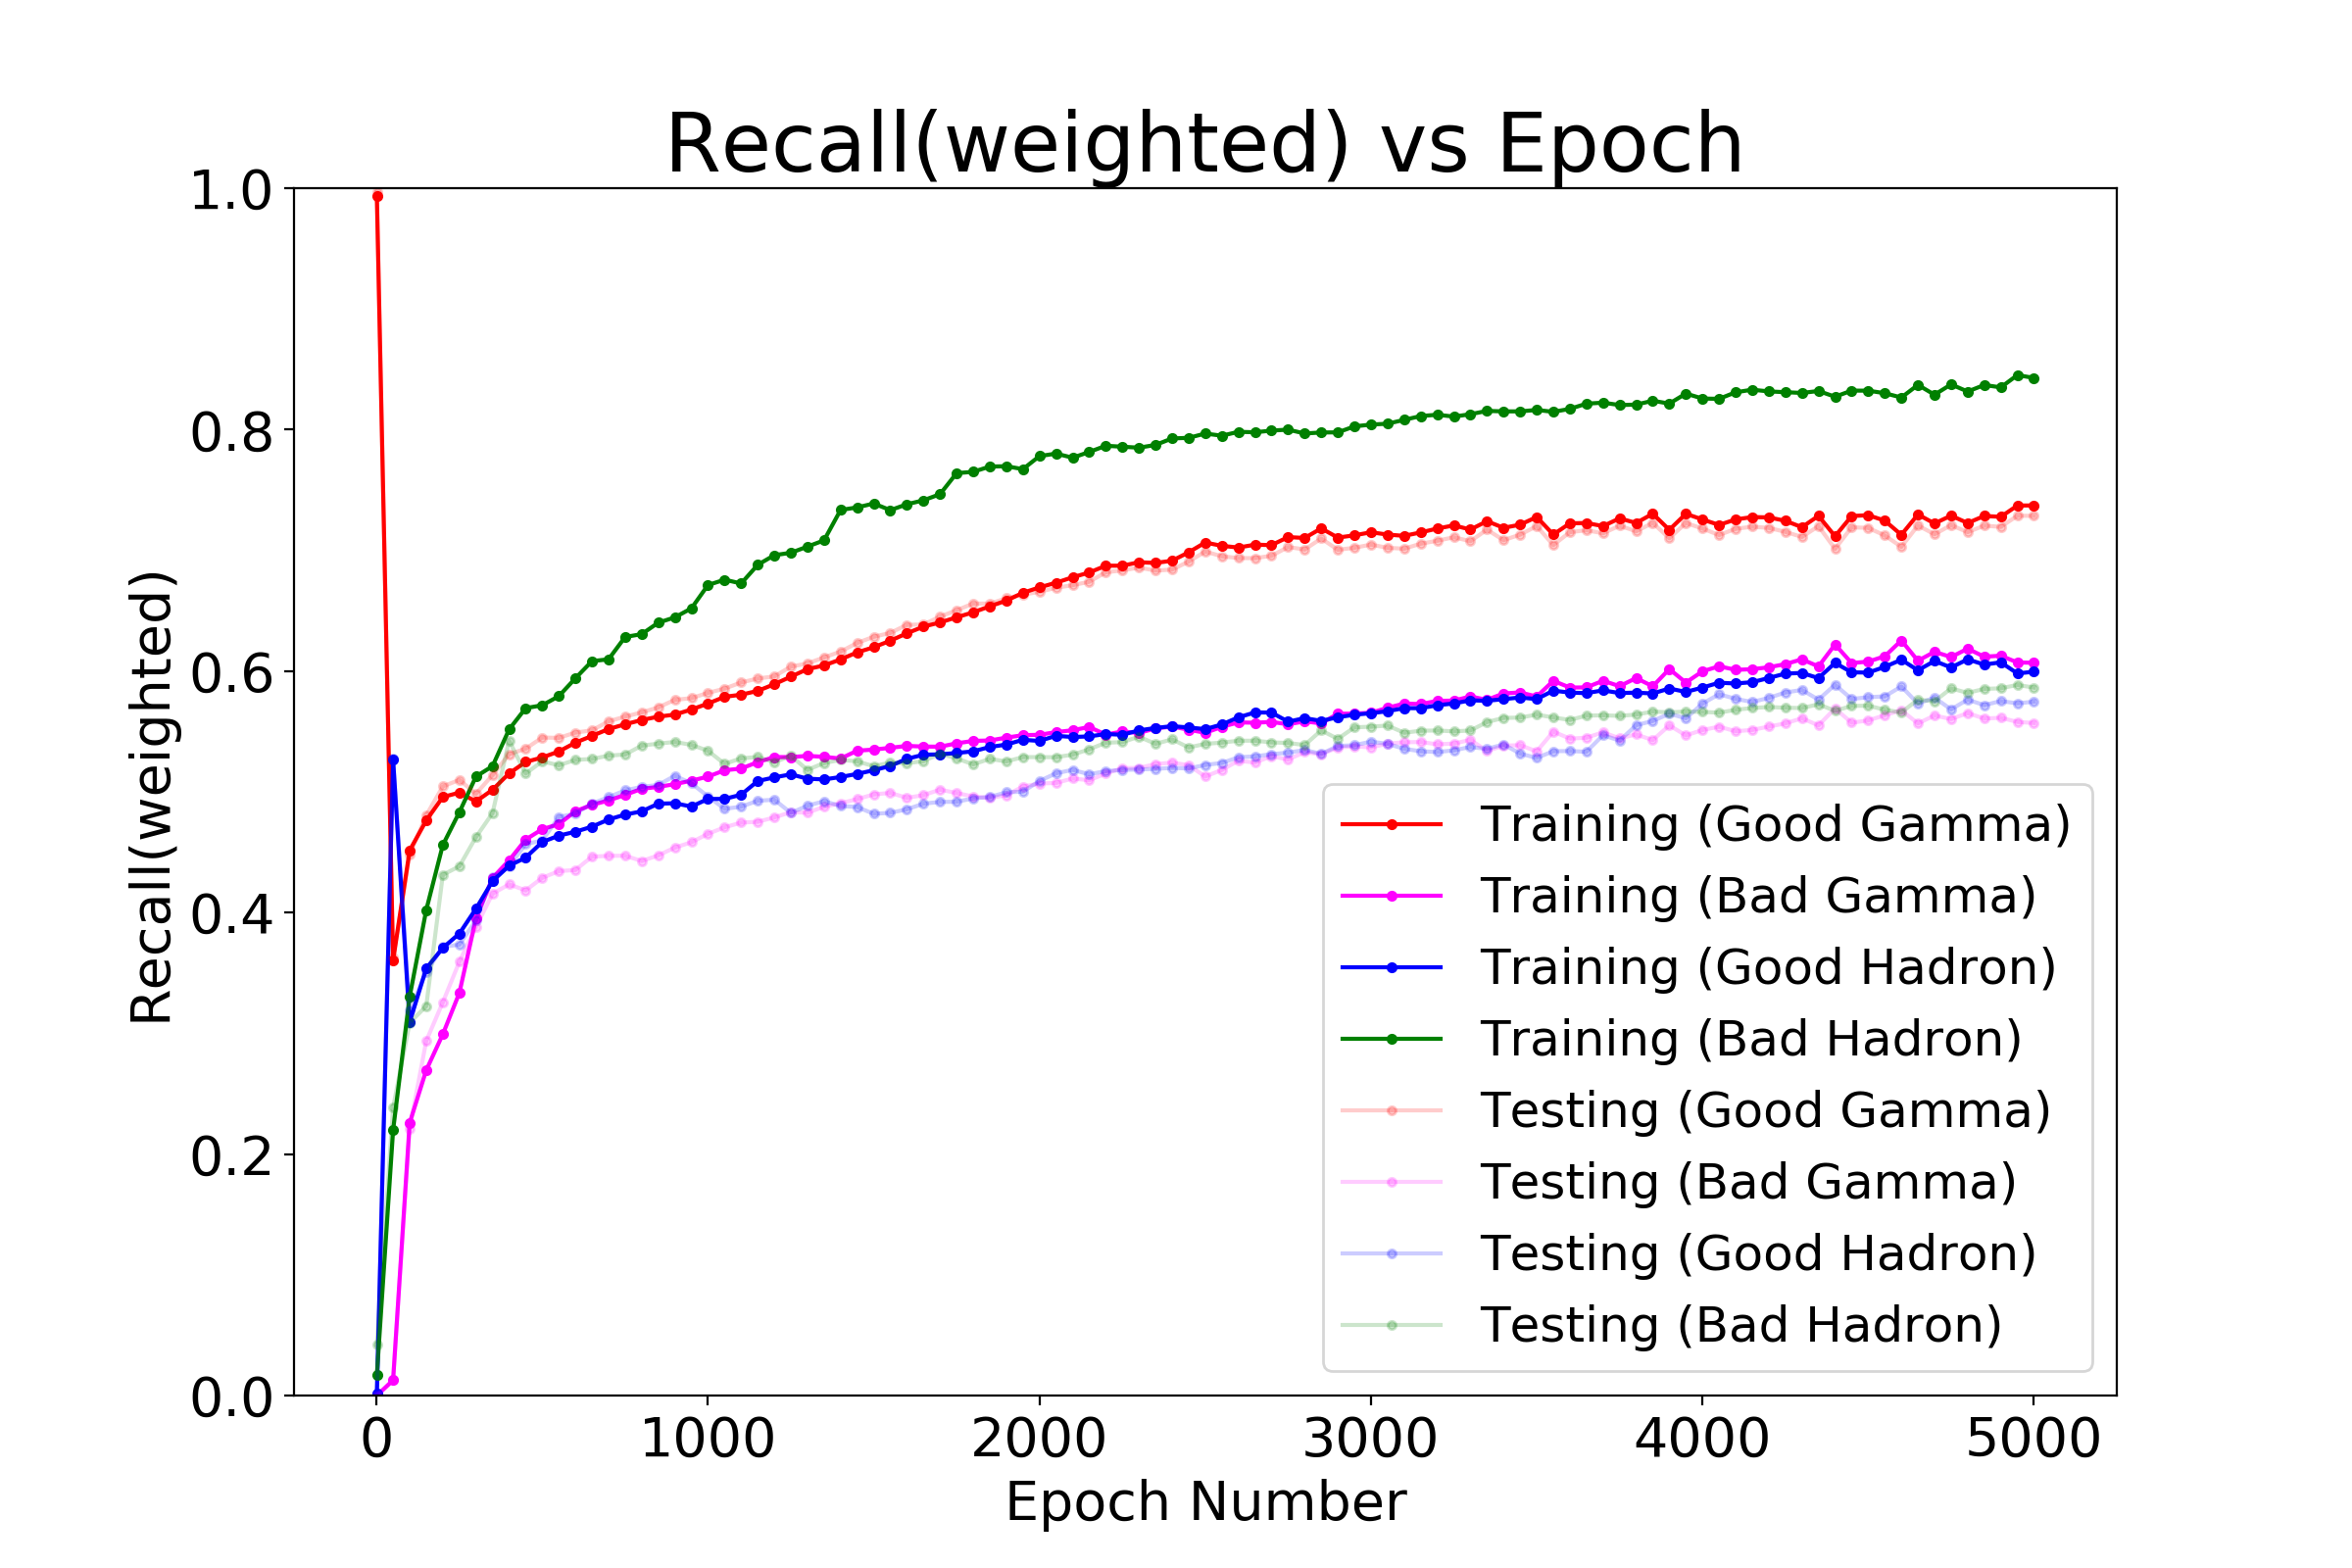 Recall(weighted) vs Epoch
Recall(weighted)
1.0
0.8
0.6
0.4
0.2
0.0
0 1000 2000 3000 4000 5000
Epoch Number
Training (Good Gamma)
Training (Bad Gamma)
Training (Good Hadron)
Training (Bad Hadron)
Testing (Good Gamma)
Testing (Bad Gamma)
Testing (Good Hadron)
Testing (Bad Hadron)